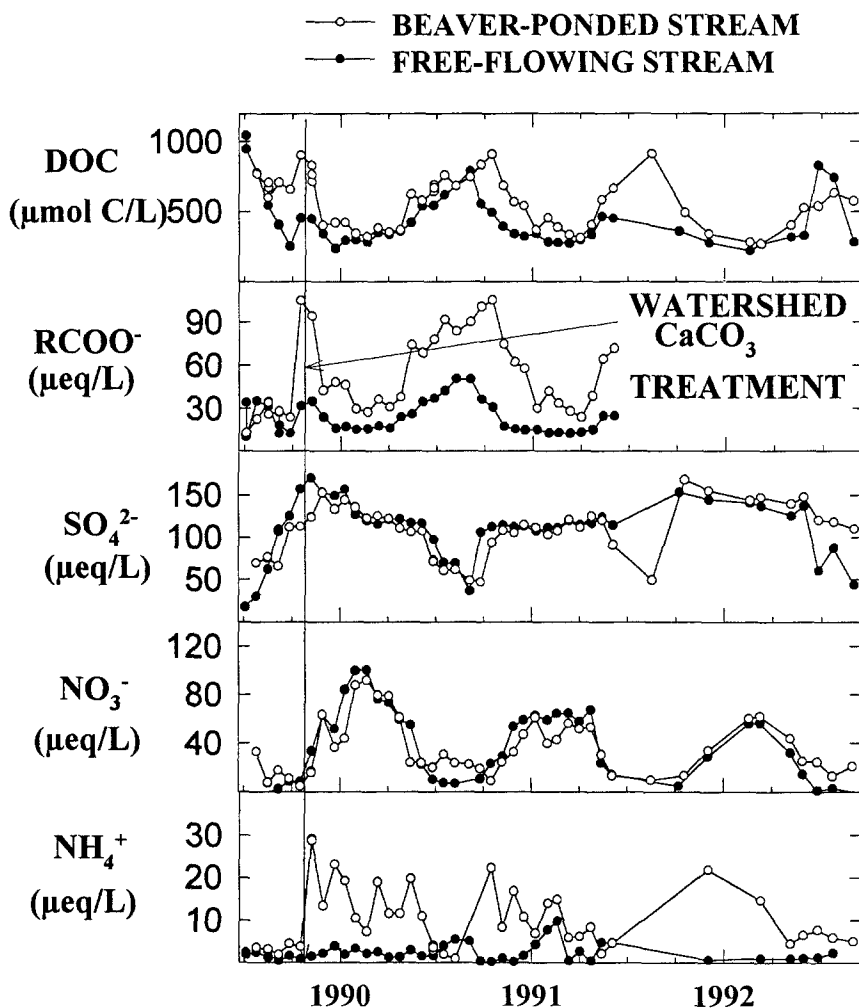 BEAVER-PONDED STREAM
FREE-FLOWING STREAM
DOC
(µmol C/L)
1000
500
RCOO⁻
(µeq/L)
90
60
30
WATERSHED
CaCO₃
TREATMENT
SO₄²⁻
(µeq/L)
150
100
50
NO₃⁻
(µeq/L)
120
80
40
NH₄⁺
(µeq/L)
30
20
10
1990
1991
1992